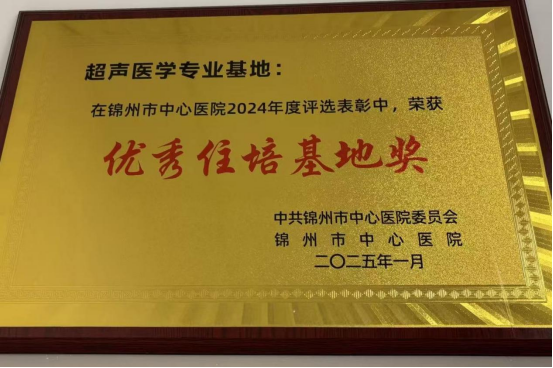 超声医学专业基地：
在锦州市中心医院2024年度评选表彰中，荣获
优秀住培基地奖
中共锦州市中心医院委员会
锦州市中心医院
二〇二五年一月